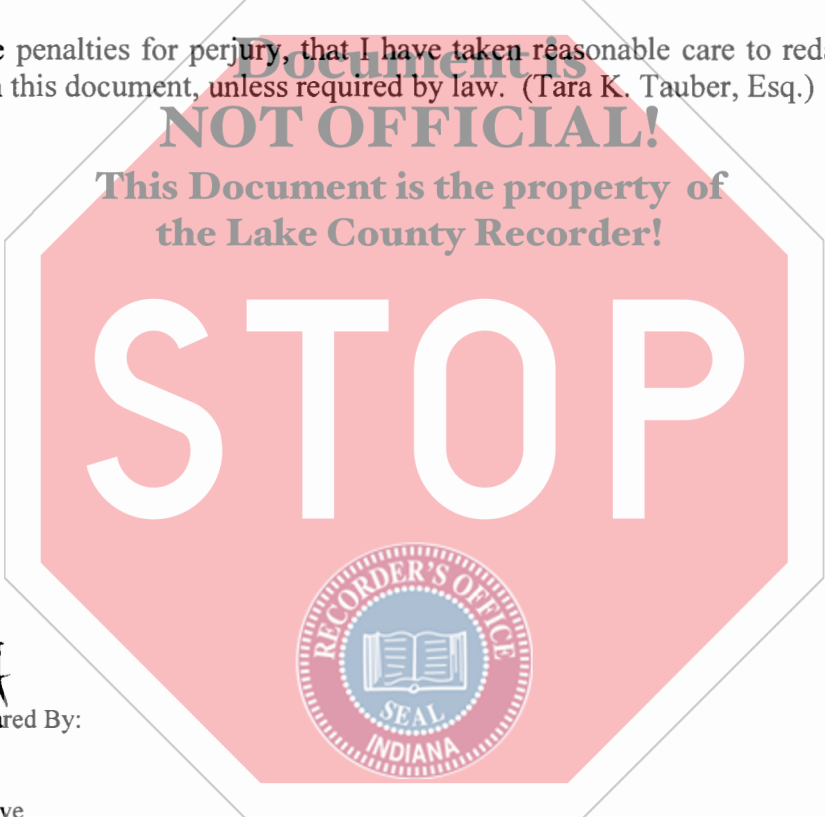 penalties for perjury, that I have taken reasonable care to
Document is
this document, unless required by law. (Tara K. Tauber, Esq.)
NOT OFFICIAL!
This Document is the property of
the Lake County Recorder!
STOP
RECORDER'S OFFICE
SEAL
INDIANA
By: